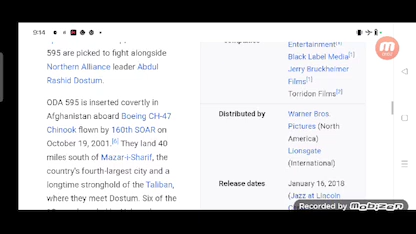 9:14
595 are picked to fight alongside
Northern Alliance leader Abdul
Rashid Dostum.
ODA 595 is inserted covertly in
Afghanistan aboard Boeing CH-47
Chinook flown by 160th SOAR on
October 19, 2001.[6] They land 40
miles south of Mazar-i-Sharif, the
country's fourth-largest city and a
longtime stronghold of the Taliban,
where they meet Dostum. Six of the
Entertainment[1]
Black Label Media[1]
Jerry Bruckheimer
Films[1]
Torridon Films[2]
Distributed by
Warner Bros.
Pictures (North
America)
Lionsgate
(International)
Release dates
January 16, 2018
(Jazz at Lincoln
Recorded by Mobizen